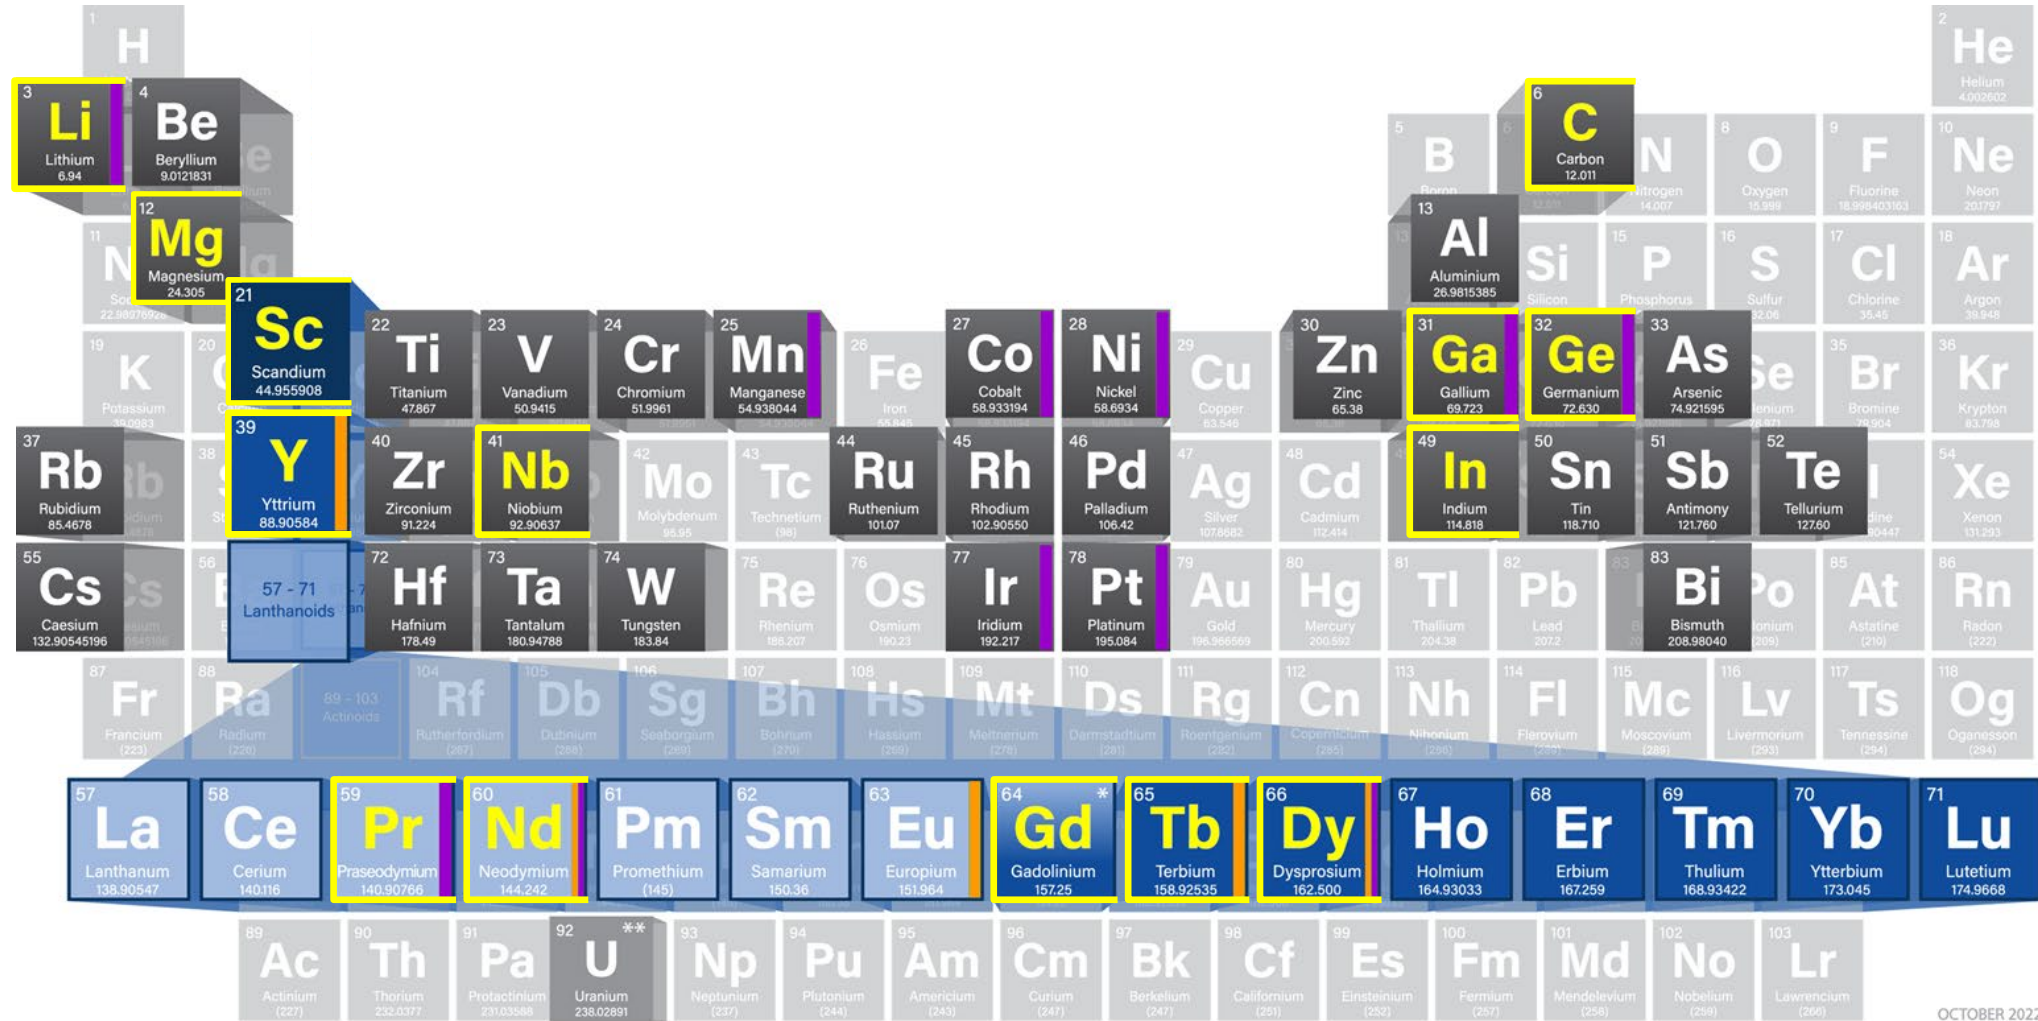 1
H
2
He
Helium
4.002602
3
Li
Lithium
6.94
4
Be
Beryllium
9.0121831
5
B
Boron
6
C
Carbon
12.011
N
Nitrogen
14.007
8
O
Oxygen
15.999
9
F
Fluorine
18.998403163
10
Ne
Neon
20.1797
11
N
22.98976928
12
Mg
Magnesium
24.305
13
Al
Aluminium
26.9815385
Si
Silicon
15
P
Phosphorus
16
S
Sulfur
32.06
17
Cl
Chlorine
35.45
18
Ar
Argon
39.948
19
K
Potassium
39.0983
20
21
Sc
Scandium
44.955908
22
Ti
Titanium
47.867
23
V
Vanadium
50.9415
24
Cr
Chromium
51.9961
25
Mn
Manganese
54.938044
26
Fe
Iron
55.845
27
Co
Cobalt
58.933194
28
Ni
Nickel
58.6934
29
Cu
Copper
63.546
30
Zn
Zinc
65.38
31
Ga
Gallium
69.723
32
Ge
Germanium
72.630
33
As
Arsenic
74.921595
Se
78.971
35
Br
Bromine
79.904
36
Kr
Krypton
83.798
37
Rb
Rubidium
85.4678
38
39
Y
Yttrium
88.90584
40
Zr
Zirconium
91.224
41
Nb
Niobium
92.90637
42
Mo
Molybdenum
95.95
43
Tc
Technetium
(98)
44
Ru
Ruthenium
101.07
45
Rh
Rhodium
102.90550
46
Pd
Palladium
106.42
47
Ag
Silver
107.8682
48
Cd
Cadmium
112.414
49
In
Indium
114.818
50
Sn
Tin
118.710
51
Sb
Antimony
121.760
52
Te
Tellurium
127.60
I
54
Xe
Xenon
131.293
55
Cs
Caesium
132.90545196
56
57 - 71
Lanthanoids
72
Hf
Hafnium
178.49
73
Ta
Tantalum
180.94788
74
W
Tungsten
183.84
75
Re
Rhenium
186.207
76
Os
Osmium
190.23
77
Ir
Iridium
192.217
78
Pt
Platinum
195.084
79
Au
Gold
196.966569
80
Hg
Mercury
200.592
81
Tl
Thallium
204.38
82
Pb
Lead
207.2
83
Bi
Bismuth
208.98040
Po
(209)
85
At
Astatine
(210)
86
Rn
Radon
(222)
87
Fr
Francium
(223)
88
Ra
Radium
(226)
89 - 103
Actinoids
104
Rf
Rutherfordium
(267)
105
Db
Dubnium
(268)
106
Sg
Seaborgium
(269)
107
Bh
Bohrium
(270)
108
Hs
Hassium
(269)
109
Mt
Meitnerium
(278)
110
Ds
Darmstadtium
(281)
111
Rg
Roentgenium
(282)
112
Cn
Copernicium
(285)
113
Nh
Nihonium
(286)
114
Fl
Flerovium
(289)
115
Mc
Moscovium
(289)
116
Lv
Livermorium
(293)
117
Ts
Tennessine
(294)
118
Og
Oganesson
(294)
57
La
Lanthanum
138.90547
58
Ce
Cerium
140.116
59
Pr
Praseodymium
140.90766
60
Nd
Neodymium
144.242
61
Pm
Promethium
(145)
62
Sm
Samarium
150.36
63
Eu
Europium
151.964
64 *
Gd
Gadolinium
157.25
65
Tb
Terbium
158.92535
66
Dy
Dysprosium
162.500
67
Ho
Holmium
164.93033
68
Er
Erbium
167.259
69
Tm
Thulium
168.93422
70
Yb
Ytterbium
173.045
71
Lu
Lutetium
174.9668
89
Ac
Actinium
(227)
90
Th
Thorium
232.0377
91
Pa
Protactinium
231.03588
92 **
U
Uranium
238.02891
93
Np
Neptunium
(237)
94
Pu
Plutonium
(244)
95
Am
Americium
(243)
96
Cm
Curium
(247)
97
Bk
Berkelium
(247)
98
Cf
Californium
(251)
99
Es
Einsteinium
(252)
100
Fm
Fermium
(257)
101
Md
Mendelevium
(258)
102
No
Nobelium
(259)
103
Lr
Lawrencium
(266)
OCTOBER 2022